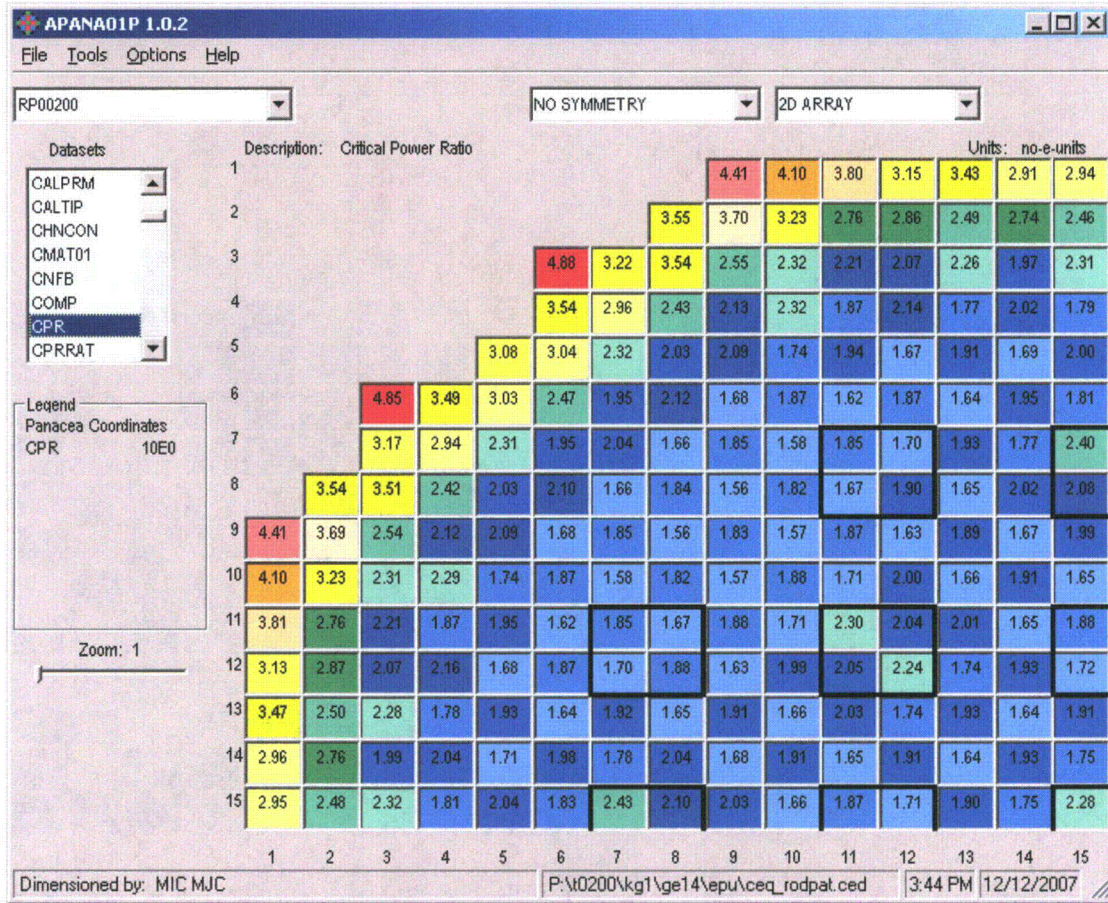 APANA01P 1.0.2
File Tools Options Help
RP00200 NO SYMMETRY 2D ARRAY
Datasets Description: Critical Power Ratio Units: no-e-units
CALPRM
CALTIP
CHNCON
CMAT01
CNFB
COMP
CPR
CPRRAT
Legend
Panacea Coordinates
CPR 10E0
Zoom: 1
1 4.41 4.10 3.80 3.15 3.43 2.91 2.94
2 3.55 3.70 3.23 2.76 2.86 2.49 2.74 2.46
3 4.88 3.22 3.54 2.55 2.32 2.21 2.07 2.26 1.97 2.31
4 3.54 2.96 2.43 2.13 2.32 1.87 2.14 1.77 2.02 1.79
5 3.08 3.04 2.32 2.03 2.09 1.74 1.94 1.67 1.91 1.69 2.00
6 4.85 3.49 3.03 2.47 1.95 2.12 1.68 1.87 1.62 1.87 1.64 1.95 1.81
7 3.17 2.94 2.31 1.95 2.04 1.66 1.85 1.58 1.85 1.70 1.93 1.77 2.40
8 3.54 3.51 2.42 2.03 2.10 1.66 1.84 1.56 1.82 1.67 1.90 1.65 2.02 2.08
9 4.41 3.69 2.54 2.12 2.09 1.68 1.85 1.56 1.83 1.57 1.87 1.63 1.89 1.67 1.99
10 4.10 3.23 2.31 2.29 1.74 1.87 1.58 1.82 1.57 1.88 1.71 2.00 1.66 1.91 1.65
11 3.81 2.76 2.21 1.87 1.95 1.62 1.85 1.67 1.88 1.71 2.30 2.04 2.01 1.65 1.88
12 3.13 2.87 2.07 2.16 1.68 1.87 1.70 1.88 1.63 1.99 2.05 2.24 1.74 1.93 1.72
13 3.47 2.50 2.28 1.78 1.93 1.64 1.92 1.65 1.91 1.66 2.03 1.74 1.93 1.64 1.91
14 2.96 2.76 1.99 2.04 1.71 1.98 1.78 2.04 1.68 1.91 1.65 1.91 1.64 1.93 1.75
15 2.95 2.48 2.32 1.81 2.04 1.83 2.43 2.10 2.03 1.66 1.87 1.71 1.90 1.75 2.28
1 2 3 4 5 6 7 8 9 10 11 12 13 14 15
Dimensioned by: MIC MJC P:\t0200\kg1\ge14\epu\ceq_rodpat.ced 3:44 PM 12/12/2007